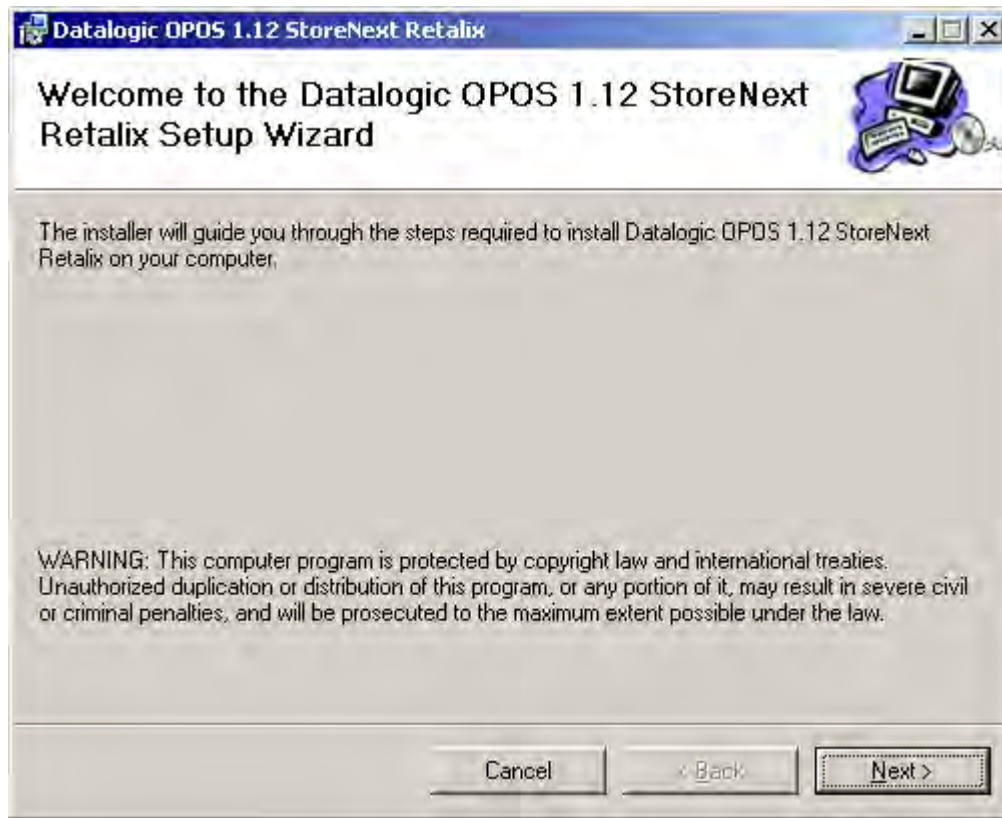 Datalogic OPOS 1.12 StoreNext Retalix
Welcome to the Datalogic OPOS 1.12 StoreNext
Retalix Setup Wizard
The installer will guide you through the steps required to install Datalogic OPOS 1.12 StoreNext
Retalix on your computer.
WARNING: This computer program is protected by copyright law and international treaties.
Unauthorized duplication or distribution of this program, or any portion of it, may result in severe civil
or criminal penalties, and will be prosecuted to the maximum extent possible under the law.
Cancel
< Back
Next >